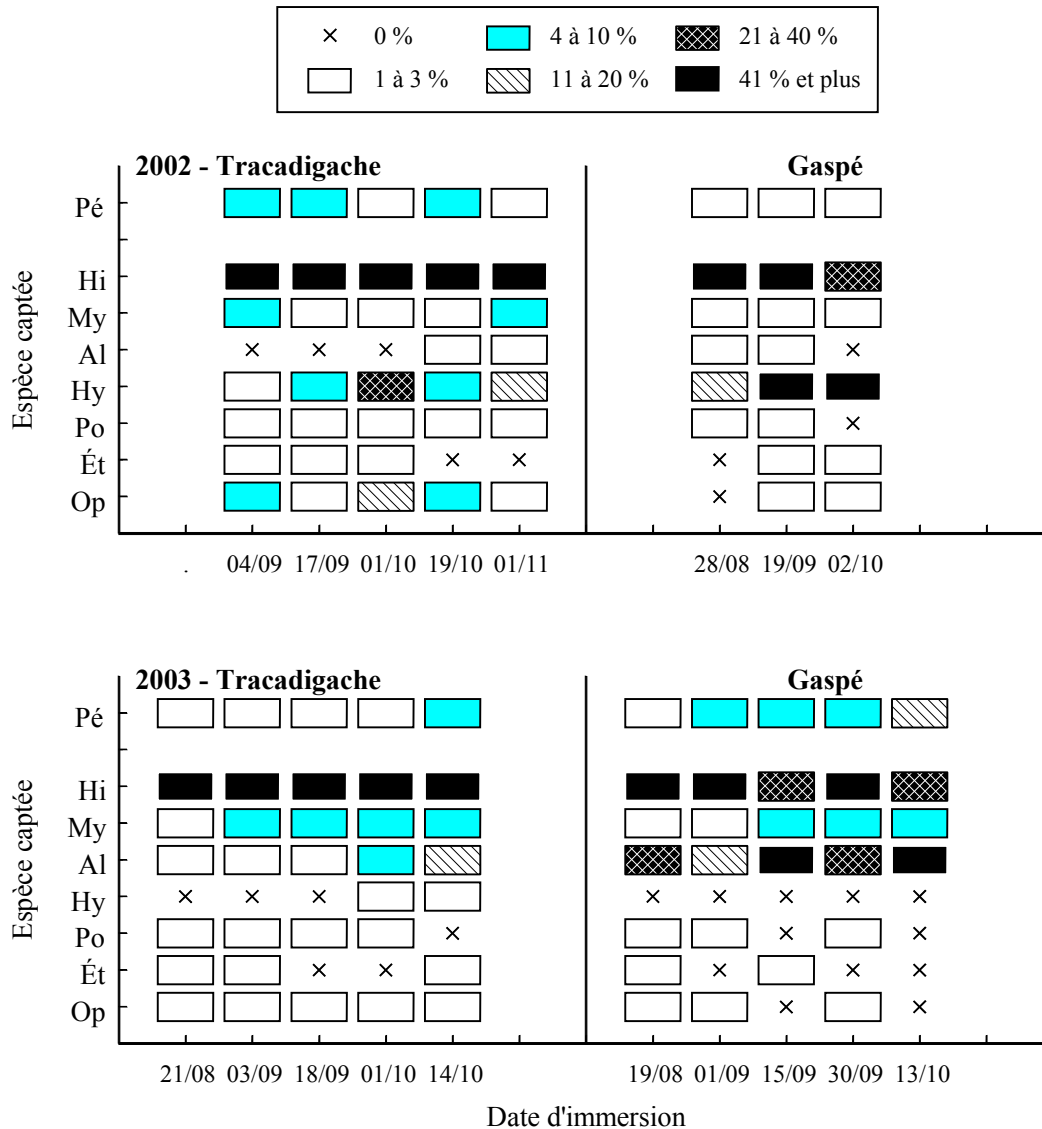 0 % 4 à 10 % 21 à 40 %
1 à 3 % 11 à 20 % 41 % et plus
2002 - Tracadigache Gaspé
Espèce captée
Pé
Hi
My
Al
Hy
Po
Ét
Op
. 04/09 17/09 01/10 19/10 01/11 28/08 19/09 02/10
2003 - Tracadigache Gaspé
Espèce captée
Pé
Hi
My
Al
Hy
Po
Ét
Op
21/08 03/09 18/09 01/10 14/10 19/08 01/09 15/09 30/09 13/10
Date d'immersion